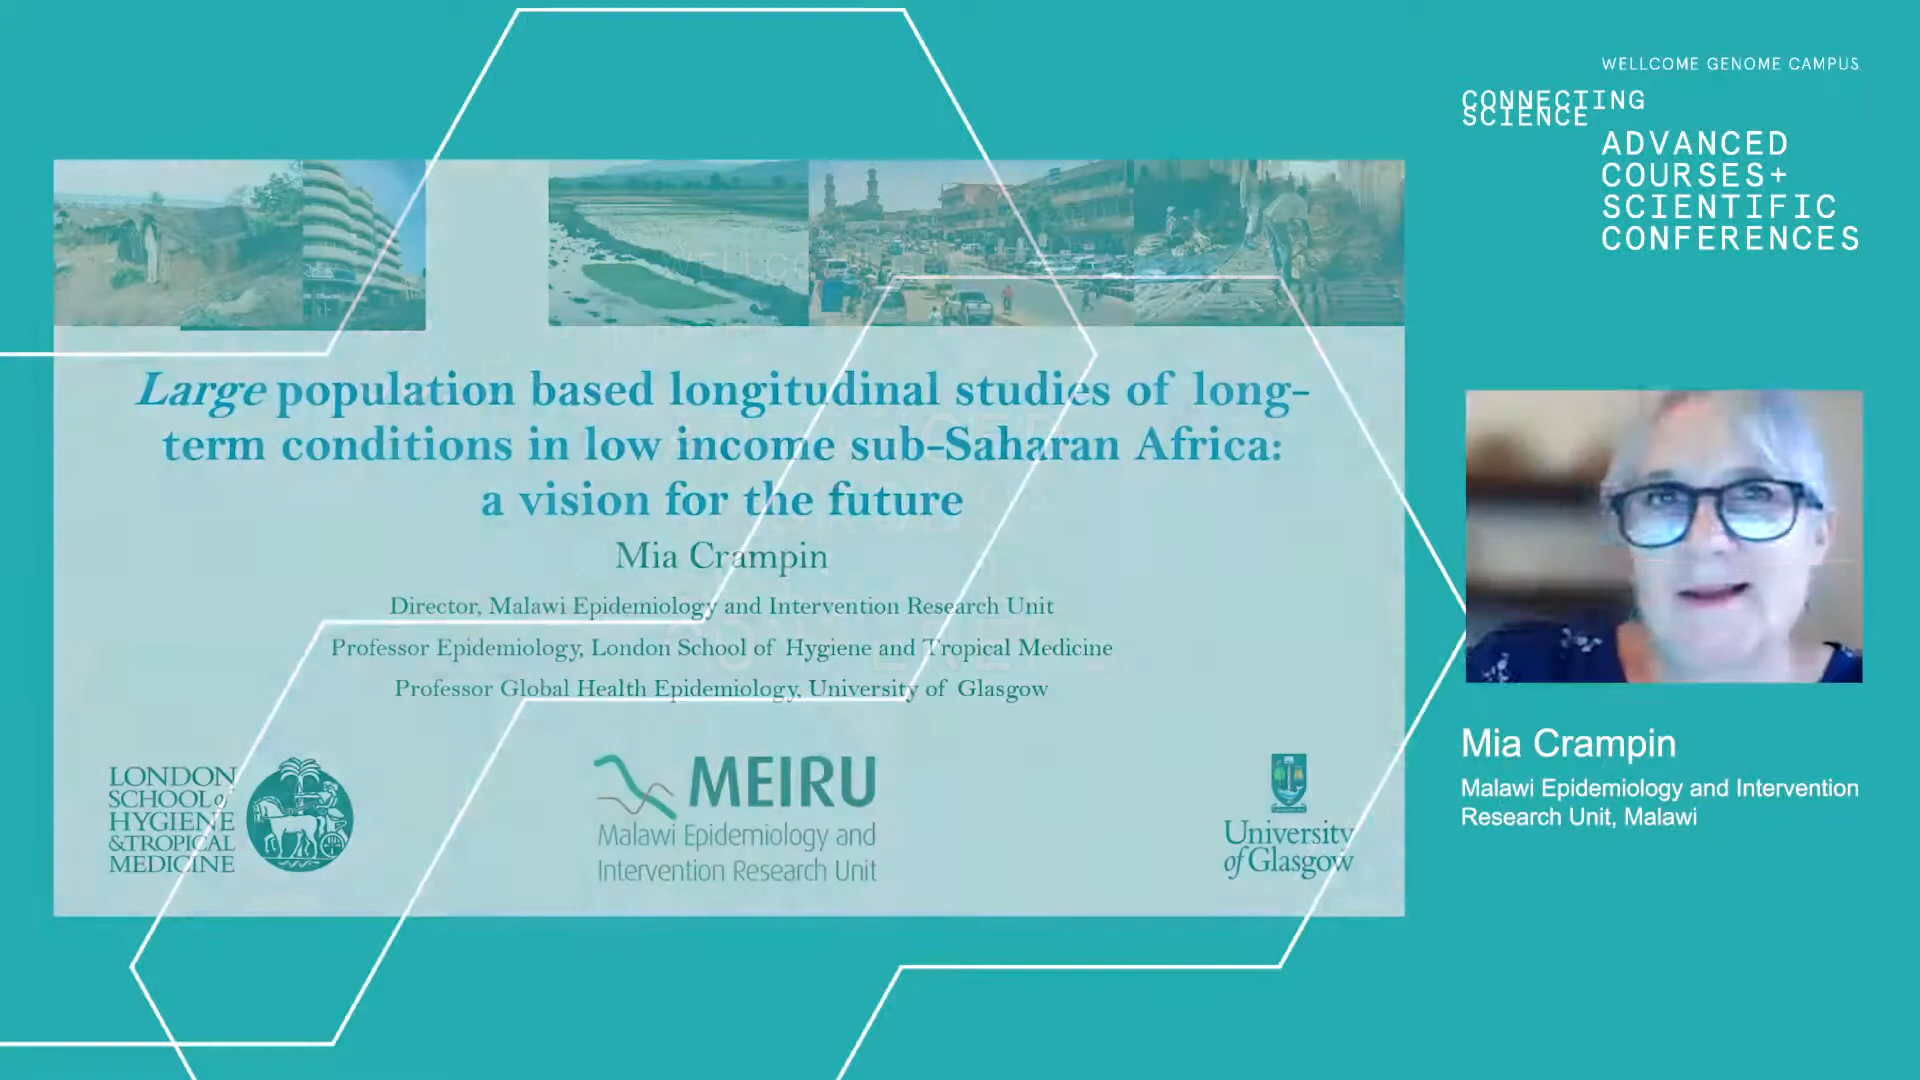 WELLCOME GENOME CAMPUS
CONNECTING
SCIENCE
ADVANCED
COURSES+
SCIENTIFIC
CONFERENCES
Large population based longitudinal studies of long-
term conditions in low income sub-Saharan Africa:
a vision for the future
Mia Crampin
Director, Malawi Epidemiology and Intervention Research Unit
Professor Epidemiology, London School of Hygiene and Tropical Medicine
Professor Global Health Epidemiology, University of Glasgow
LONDON
SCHOOL of
HYGIENE
&TROPICAL
MEDICINE
MEIRU
Malawi Epidemiology and
Intervention Research Unit
University
of Glasgow
Mia Crampin
Malawi Epidemiology and Intervention
Research Unit, Malawi